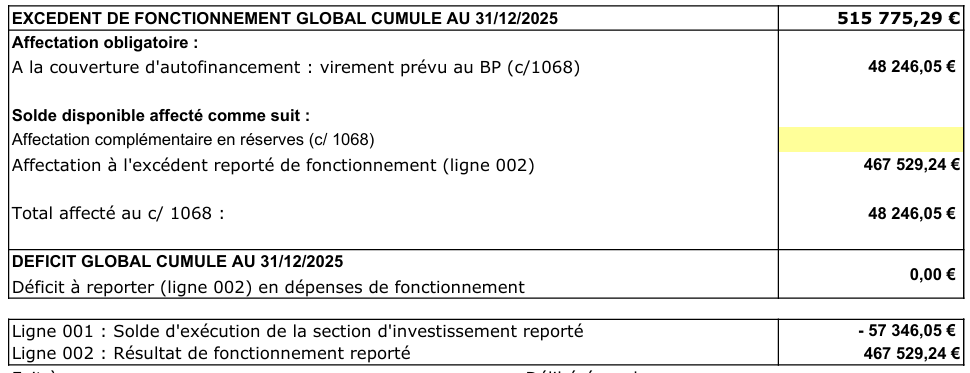 EXCEDENT DE FONCTIONNEMENT GLOBAL CUMULE AU 31/12/2025 515 775,29 €
Affectation obligatoire :
A la couverture d'autofinancement : virement prévu au BP (c/1068) 48 246,05 €
Solde disponible affecté comme suit :
Affectation complémentaire en réserves (c/ 1068)
Affectation à l'excédent reporté de fonctionnement (ligne 002) 467 529,24 €
Total affecté au c/ 1068 : 48 246,05 €
DEFICIT GLOBAL CUMULE AU 31/12/2025
0,00 €
Déficit à reporter (ligne 002) en dépenses de fonctionnement
Ligne 001 : Solde d'exécution de la section d'investissement reporté - 57 346,05 €
Ligne 002 : Résultat de fonctionnement reporté 467 529,24 €